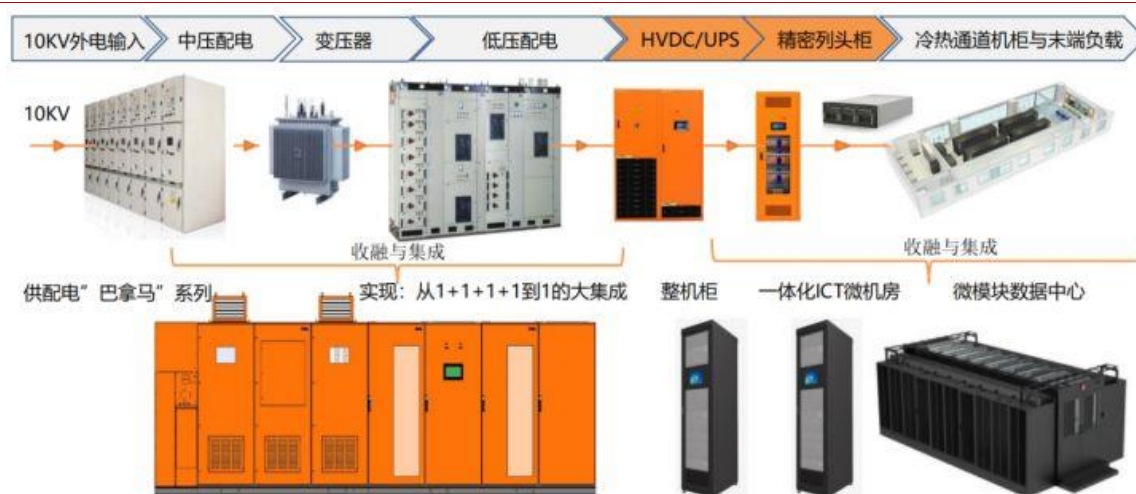 10KV外电输入
中压配电
变压器
低压配电
HVDC/UPS
精密列头柜
冷热通道机柜与末端负载
10KV
收融与集成
收融与集成
供配电”巴拿马”系列
实现：从1+1+1+1到1的大集成
整机柜
一体化ICT微机房
微模块数据中心